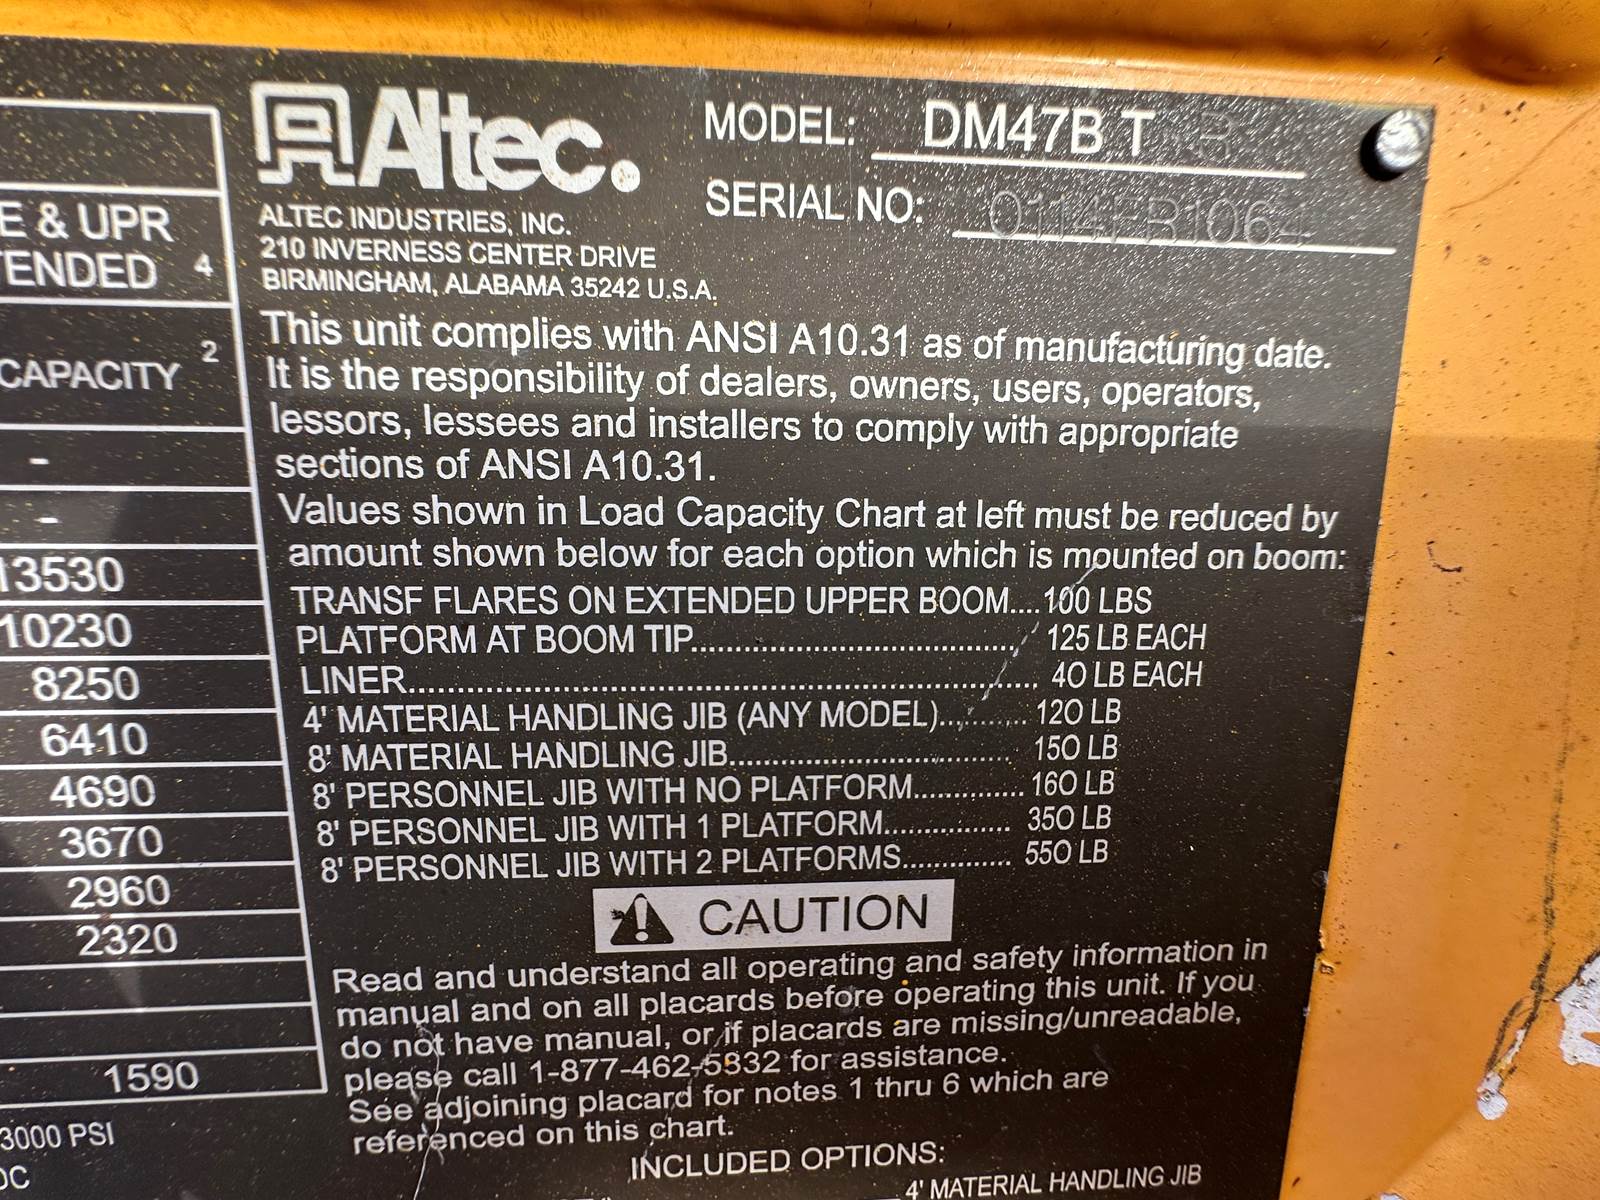 E & UPR
TENDED 4
CAPACITY 2
-
-
13530
10230
8250
6410
4690
3670
2960
2320
1590
3000 PSI
DC
Altec.
ALTEC INDUSTRIES, INC.
210 INVERNESS CENTER DRIVE
BIRMINGHAM, ALABAMA 35242 U.S.A.
MODEL: DM47B T
SERIAL NO:
This unit complies with ANSI A10.31 as of manufacturing date.
It is the responsibility of dealers, owners, users, operators,
lessors, lessees and installers to comply with appropriate
sections of ANSI A10.31.
Values shown in Load Capacity Chart at left must be reduced by
amount shown below for each option which is mounted on boom:
TRANSF FLARES ON EXTENDED UPPER BOOM....100 LBS
PLATFORM AT BOOM TIP.................................... 125 LB EACH
LINER.................................................................... 40 LB EACH
4' MATERIAL HANDLING JIB (ANY MODEL)........... 120 LB
8' MATERIAL HANDLING JIB................................. 150 LB
8' PERSONNEL JIB WITH NO PLATFORM............. 160 LB
8' PERSONNEL JIB WITH 1 PLATFORM............... 350 LB
8' PERSONNEL JIB WITH 2 PLATFORMS............. 550 LB
CAUTION
Read and understand all operating and safety information in
manual and on all placards before operating this unit. If you
do not have manual, or if placards are missing/unreadable,
please call 1-877-462-5832 for assistance.
See adjoining placard for notes 1 thru 6 which are
referenced on this chart.
INCLUDED OPTIONS:
4' MATERIAL HANDLING JIB